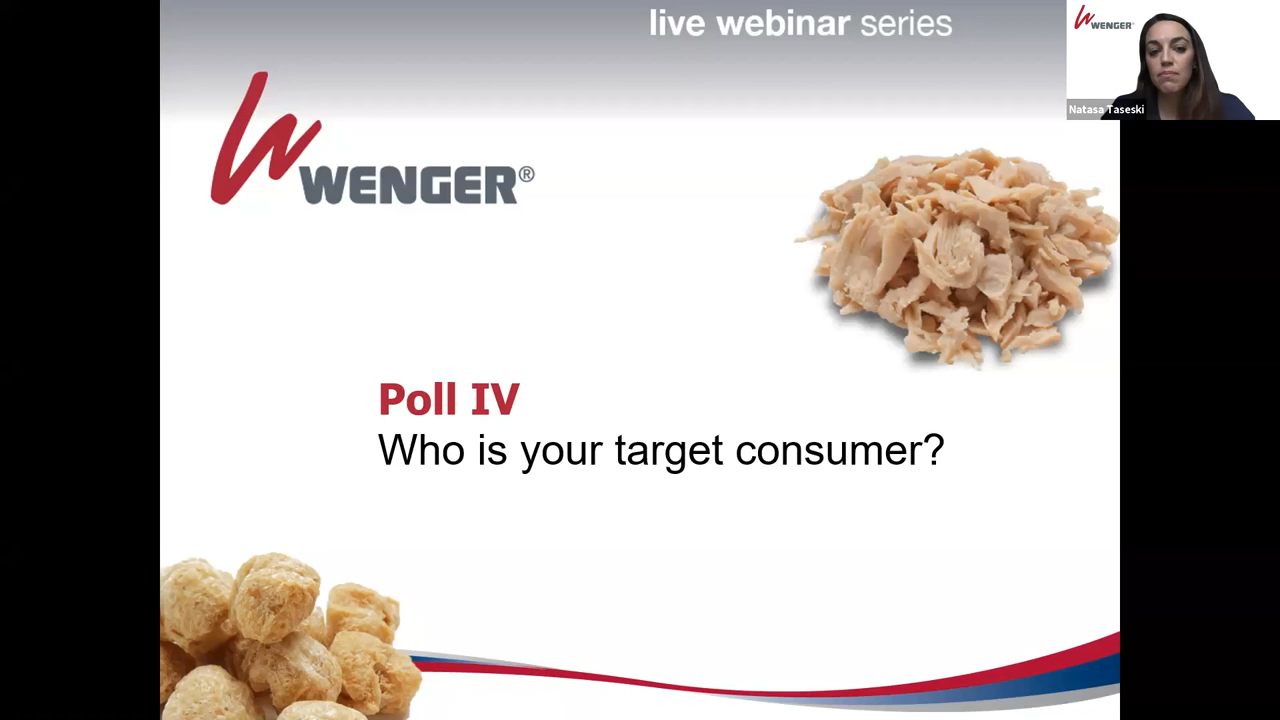 live webinar series
WENGER
Natasa Taseski
WENGER®
Poll IV
Who is your target consumer?